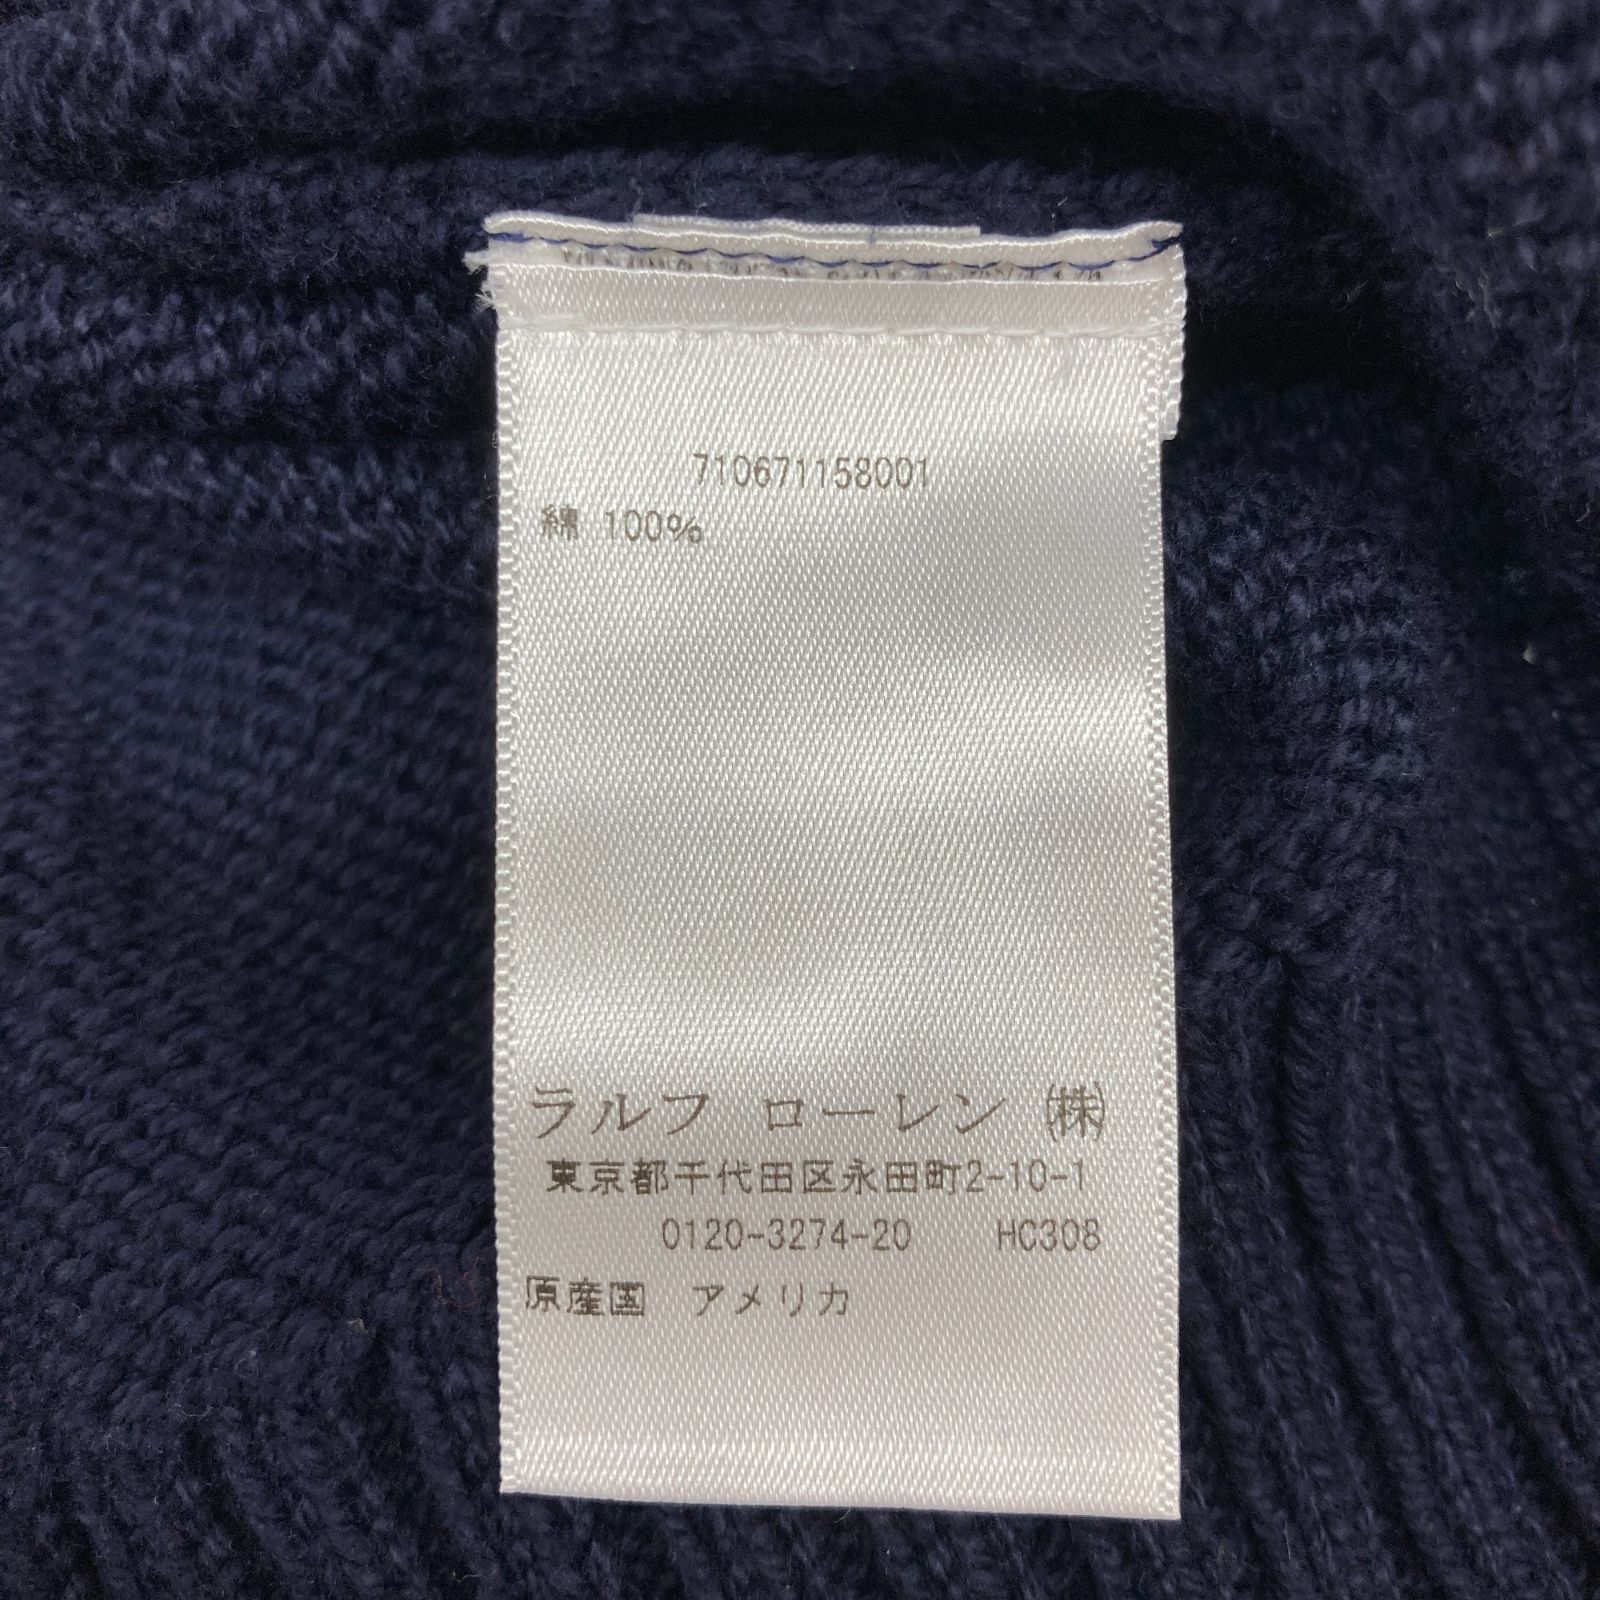 710671158001
綿 100%
ラルフ ローレン ㈱
東京都千代田区永田町2-10-1
0120-3274-20 HC308
原産国 アメリカ